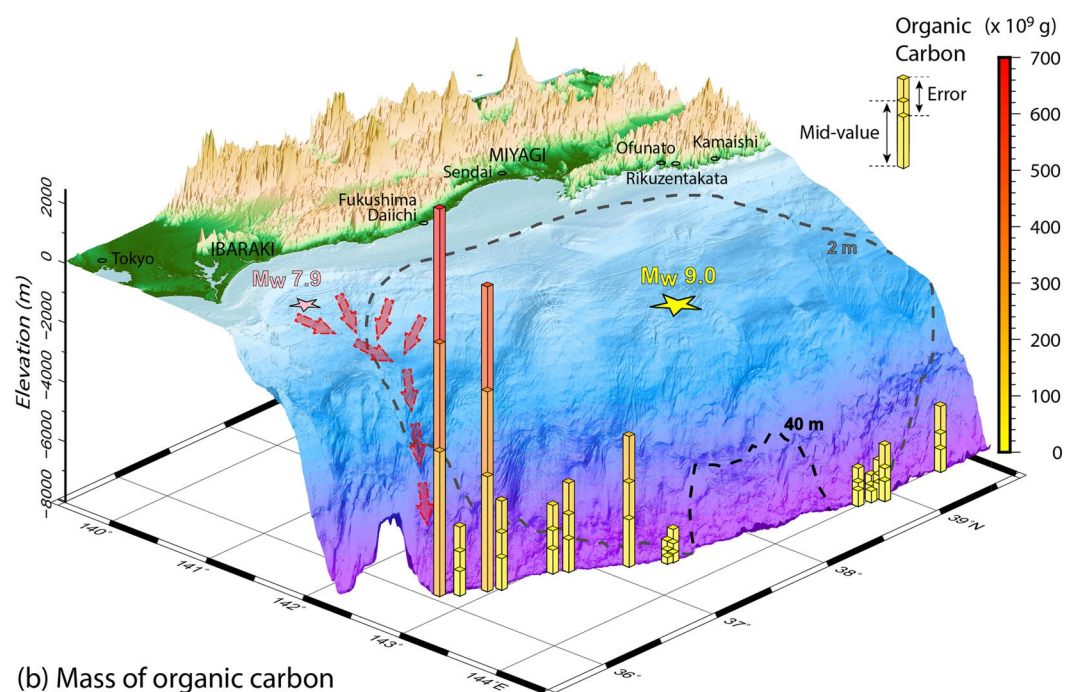 Organic (x 10⁹ g)
Carbon
700
Error
600
Mid-value
500
400
300
200
100
0
Kamaishi
Ofunato
MIYAGI
Rikuzentakata
Sendai
Fukushima
Daiichi
IBARAKI
Tokyo
2 m
Mw 7.9
Mw 9.0
40 m
Elevation (m)
2000
0
−2000
−4000
−6000
−8000
140°
141°
142°
143°
144°E
36°
37°
38°
39°N
(b) Mass of organic carbon